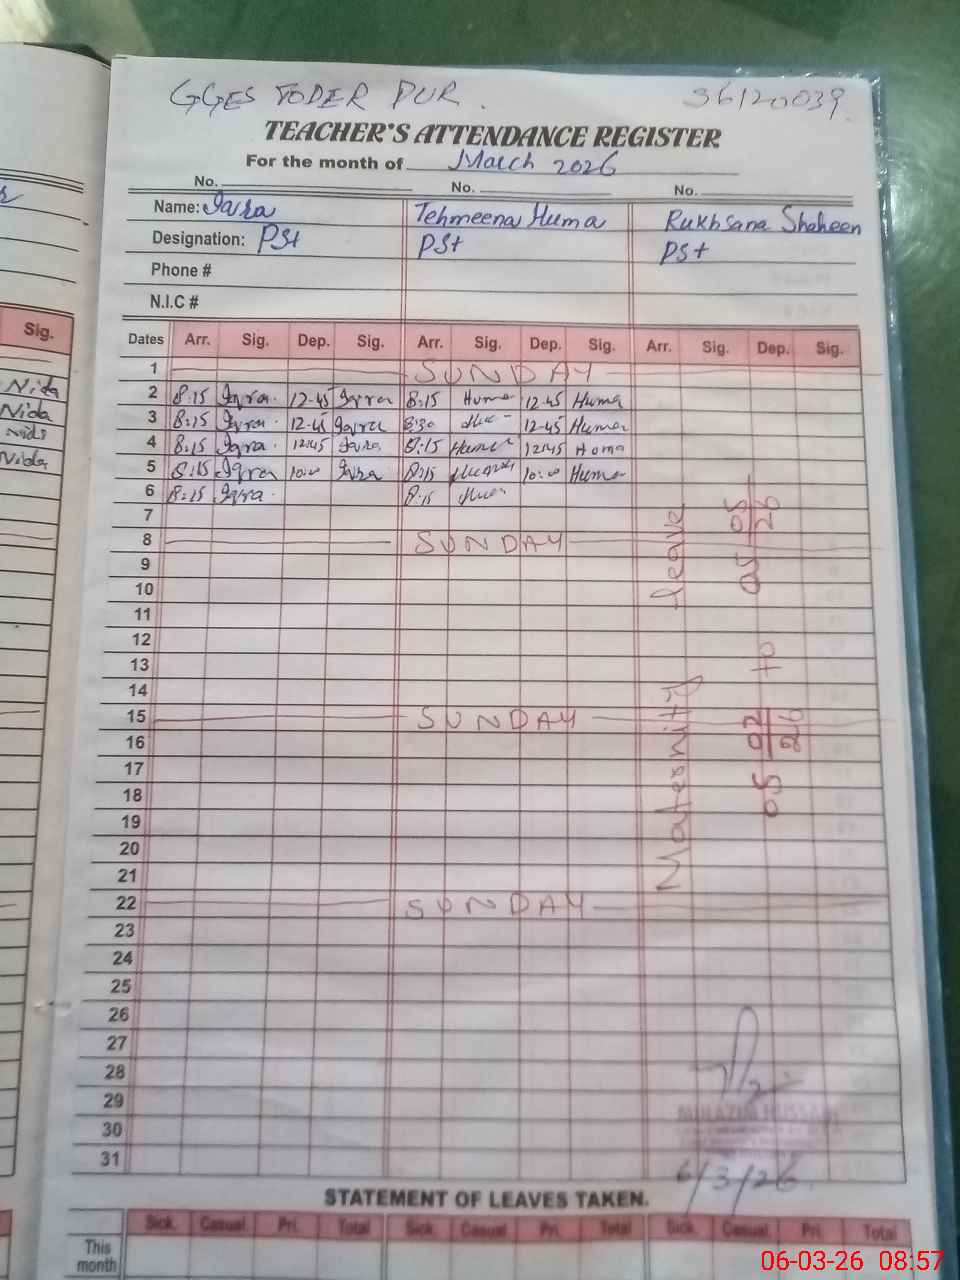 GGES TODER PUR. 36120039
TEACHER'S ATTENDANCE REGISTER
For the month of March 2026
No. No. No.
Name: Iqra Tehmeena Huma Rukhsana Shaheen
Designation: PST PST PST
Phone #
N.I.C #
Sig.
Dates Arr. Sig. Dep. Sig. Arr. Sig. Dep. Sig. Arr. Sig. Dep. Sig.
1 SUNDAY
Nida 2 8:15 Iqra 12-45 Iqra 8:15 Huma 12-45 Huma
Nida 3 8:15 Iqra 12-45 Iqra 8:30 12-45 Huma
Nida 4 8:15 Iqra 12:45 Iqra 8:15 Huma 12:45 Huma
Nida 5 8:15 Iqra 10:00 Iqra 8:15 10:00 Huma
6 8:15 Iqra 8:15
7
8 SUNDAY
9
10
11
12
13
14
15 SUNDAY
16
17
18
19
20
21
22 SUNDAY
23
24
25
26
27
28
29
30
31
Maternity leave
05 02/26 to 05 05/26
HUSSAIN
6/3/26
STATEMENT OF LEAVES TAKEN.
Sick. Casual. Pri. Total Sick. Casual. Pri. Total Sick. Casual. Pri. Total
This
month
06-03-26 08:57